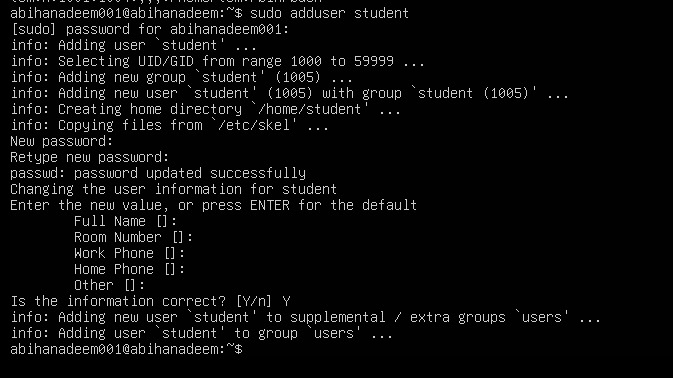 abihanadeem001@abihanadeem:~$ sudo adduser student
[sudo] password for abihanadeem001:
info: Adding user `student' ...
info: Selecting UID/GID from range 1000 to 59999 ...
info: Adding new group `student' (1005) ...
info: Adding new user `student' (1005) with group `student (1005)' ...
info: Creating home directory `/home/student' ...
info: Copying files from `/etc/skel' ...
New password:
Retype new password:
passwd: password updated successfully
Changing the user information for student
Enter the new value, or press ENTER for the default
        Full Name []:
        Room Number []:
        Work Phone []:
        Home Phone []:
        Other []:
Is the information correct? [Y/n] Y
info: Adding new user `student' to supplemental / extra groups `users' ...
info: Adding user `student' to group `users' ...
abihanadeem001@abihanadeem:~$